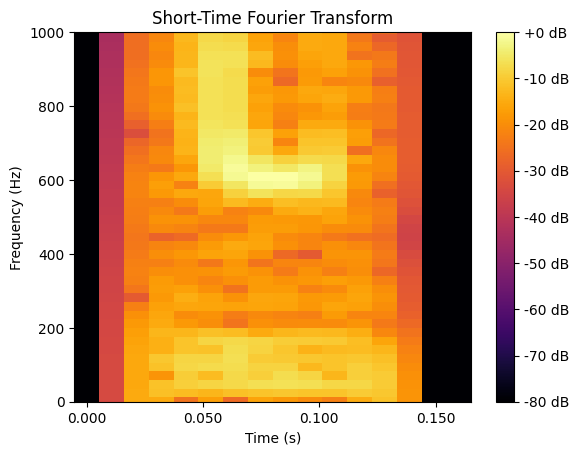 Short-Time Fourier Transform
1000
800
600
400
200
0
Frequency (Hz)
0.000
0.050
0.100
0.150
Time (s)
+0 dB
-10 dB
-20 dB
-30 dB
-40 dB
-50 dB
-60 dB
-70 dB
-80 dB